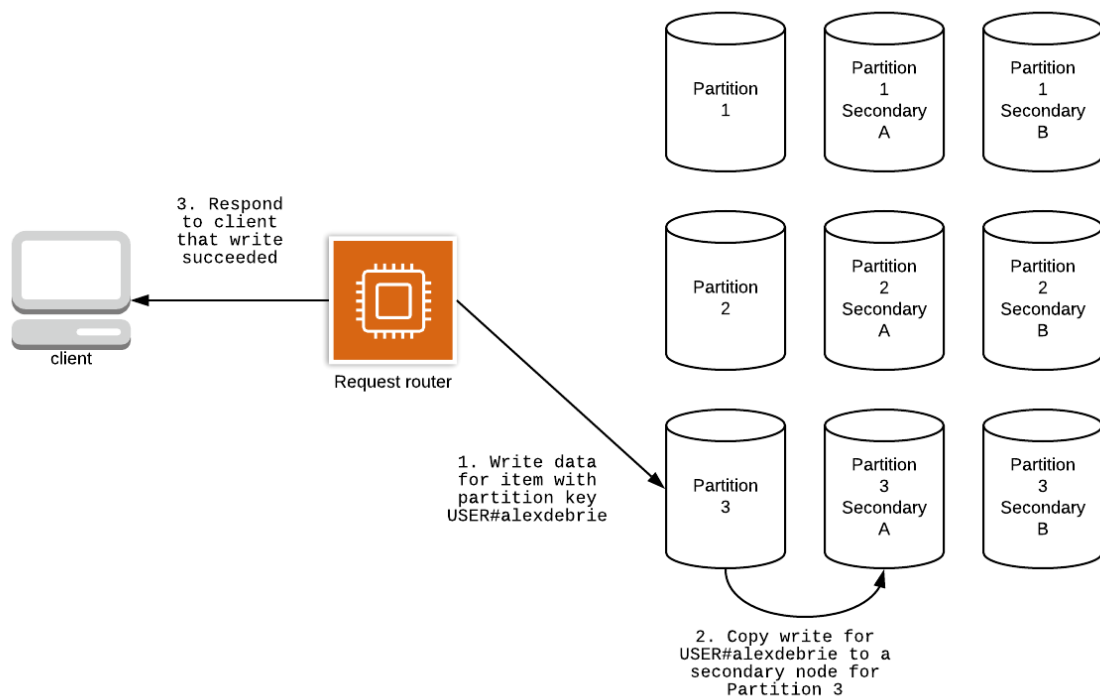 Partition
1
Partition
1
Secondary
A
Partition
1
Secondary
B
3. Respond
to client
that write
succeeded
client
Request router
Partition
2
Partition
2
Secondary
A
Partition
2
Secondary
B
1. Write data
for item with
partition key
USER#alexdebrie
Partition
3
Partition
3
Secondary
A
Partition
3
Secondary
B
2. Copy write for
USER#alexdebrie to a
secondary node for
Partition 3